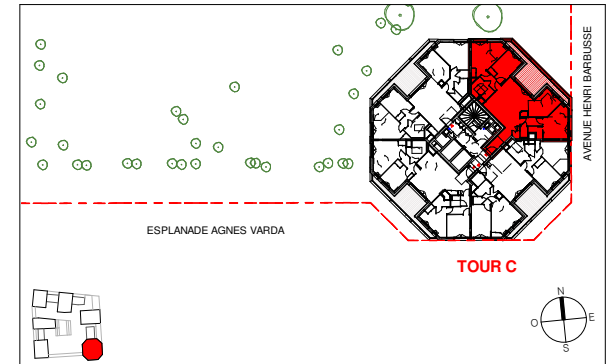 AVENUE HENRI BARBUSSE
ESPLANADE AGNES VARDA
TOUR C
N
O E
S